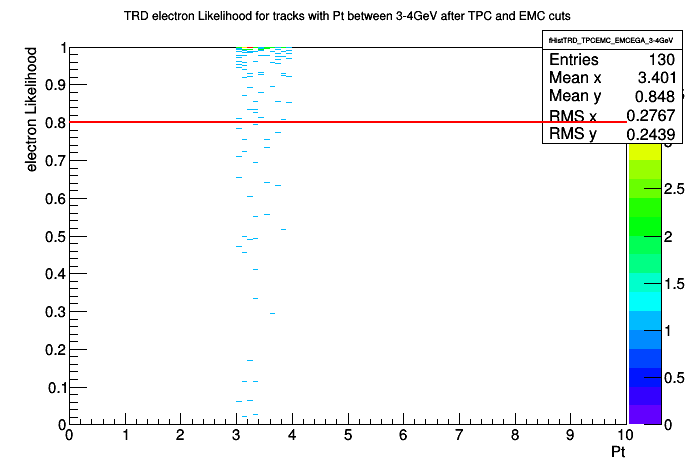 TRD electron Likelihood for tracks with Pt between 3-4GeV after TPC and EMC cuts
fHistTRD_TPCEMC_EMCEGA_3-4GeV
Entries 130
Mean x 3.401
Mean y 0.848
RMS x 0.2767
RMS y 0.2439
electron Likelihood
1
0.9
0.8
0.7
0.6
0.5
0.4
0.3
0.2
0.1
0
0 1 2 3 4 5 6 7 8 9 10
Pt
2.5
2
1.5
1
0.5
0